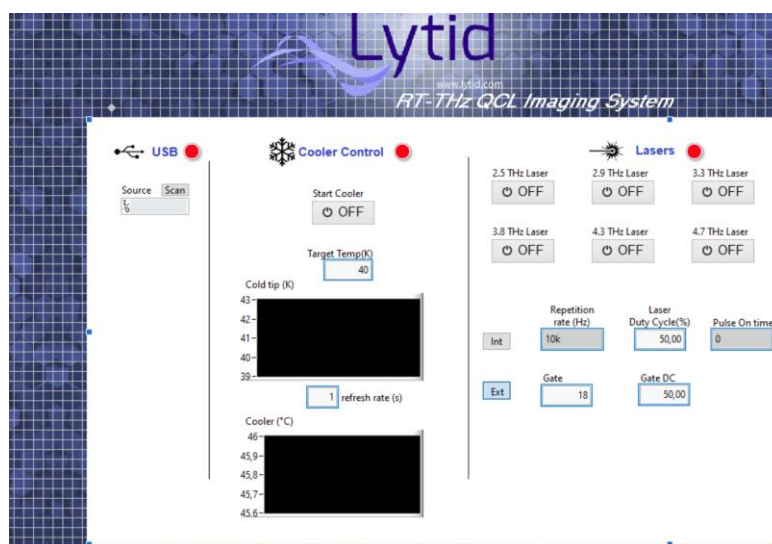 Lytid
www.lytid.com
RT-THz QCL Imaging System
USB
Cooler Control
Lasers
Source Scan
Start Cooler
OFF
Target Temp(K)
40
Cold tip (K)
43
42
41
40
39
1 refresh rate (s)
Cooler (°C)
46
45,9
45,8
45,7
45,6
2.5 THz Laser 2.9 THz Laser 3.3 THz Laser
OFF OFF OFF
3.8 THz Laser 4.3 THz Laser 4.7 THz Laser
OFF OFF OFF
Repetition rate (Hz) Laser Duty Cycle(%) Pulse On time
Int 10k 50,00 0
Gate Gate DC
Ext 18 50,00